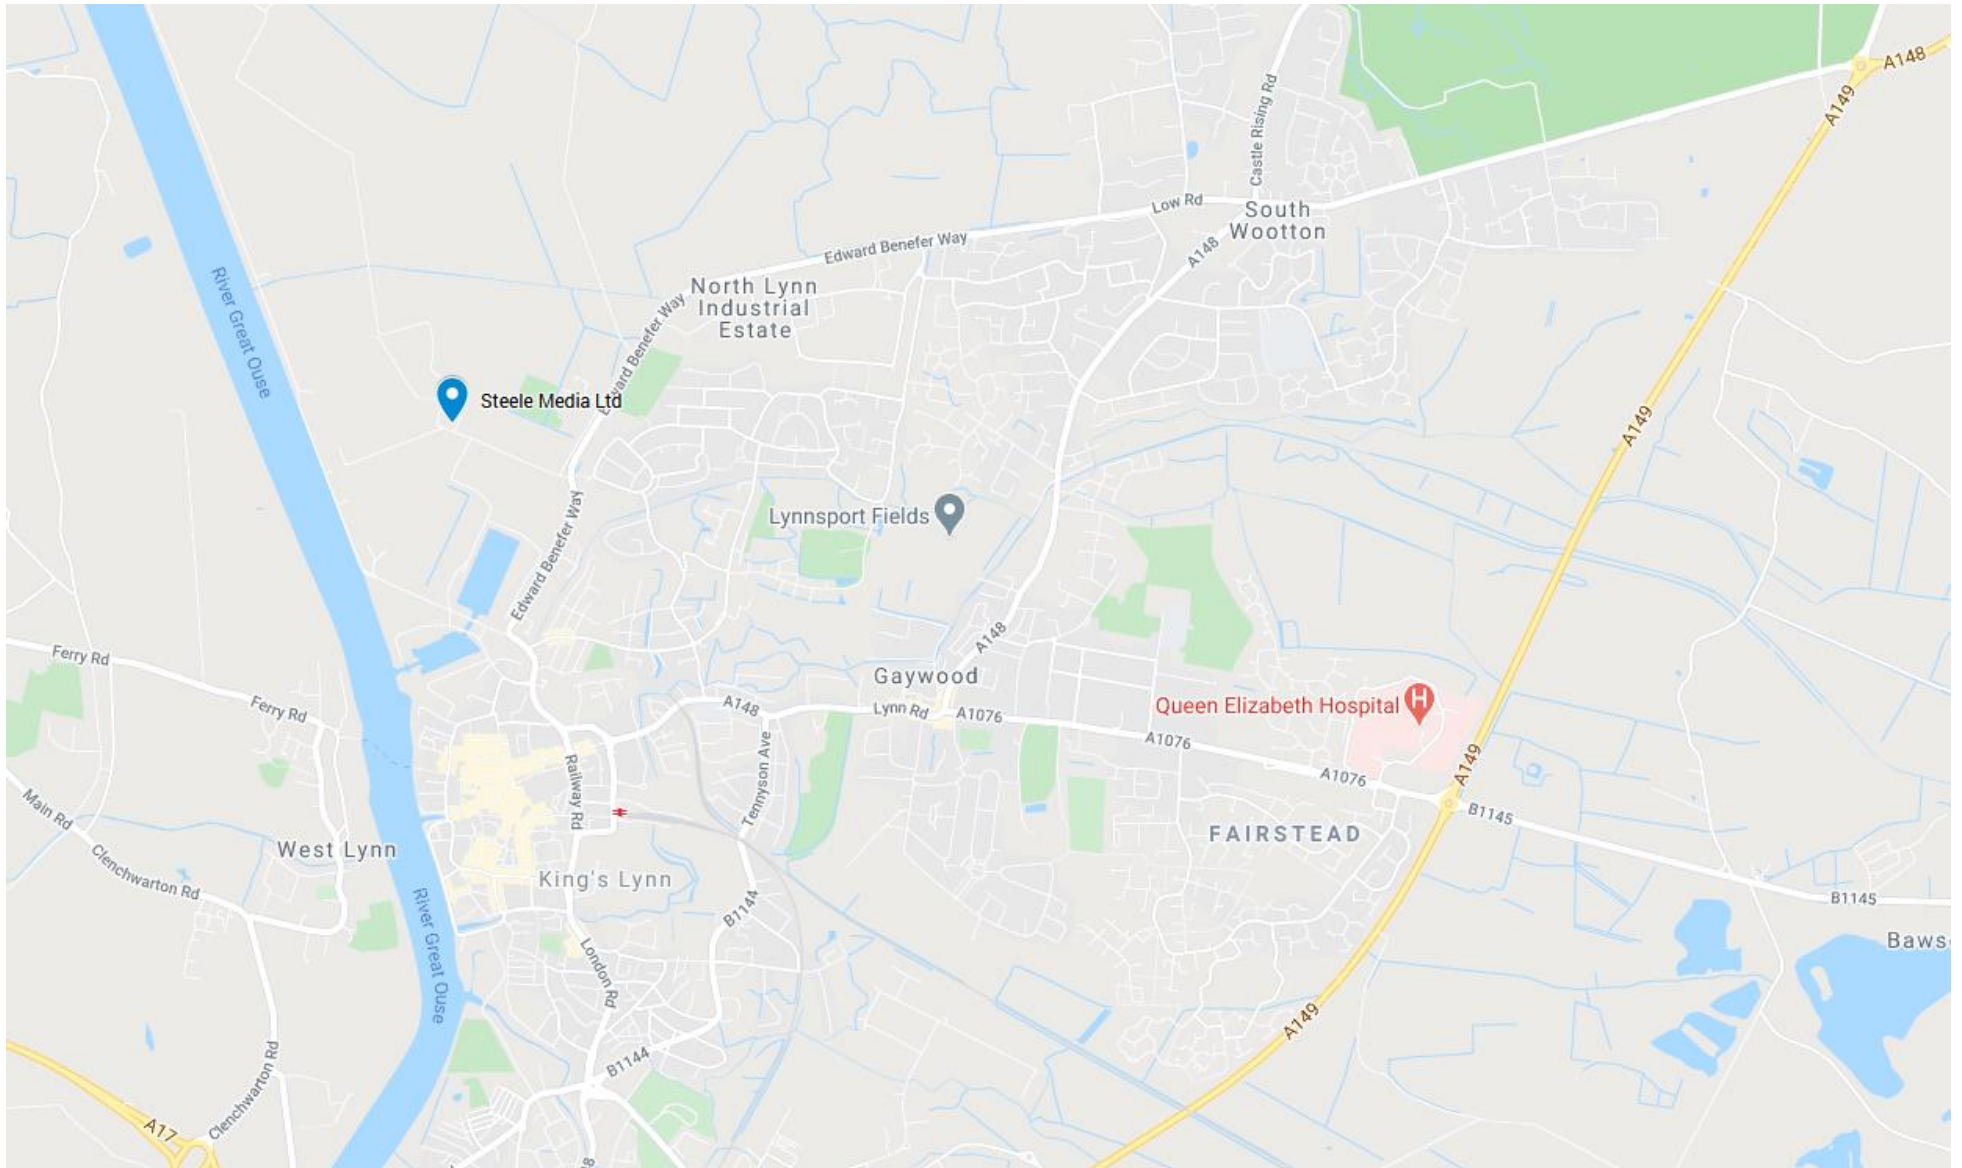 A148
A149
Castle Rising Rd
Low Rd
South
Wootton
Edward Benefer Way
A148
River Great Ouse
North Lynn
Industrial
Estate
Edward Benefer Way
Steele Media Ltd
A149
Edward Benefer Way
Lynnsport Fields
A148
Ferry Rd
Gaywood
Ferry Rd
A148
Lynn Rd
A1076
Queen Elizabeth Hospital
H
A1076
A149
A1076
Railway Rd
Tennyson Ave
Main Rd
B1145
FAIRSTEAD
West Lynn
Clenchwarton Rd
King's Lynn
B1144
B1145
River Great Ouse
Baws
London Rd
A149
B1144
Clenchwarton Rd
A17